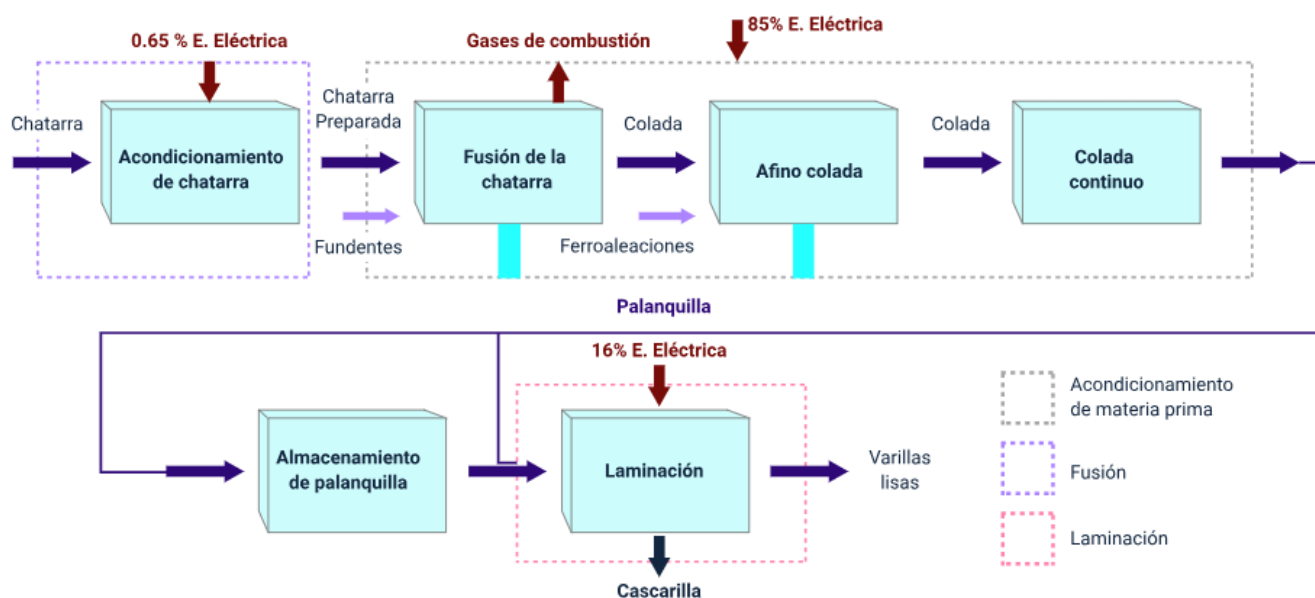 0.65 % E. Eléctrica
Gases de combustión
85% E. Eléctrica
Chatarra
Acondicionamiento
de chatarra
Chatarra
Preparada
Fundentes
Fusión de la
chatarra
Colada
Ferroaleaciones
Afino colada
Colada
Colada
continuo
Palanquilla
16% E. Eléctrica
Almacenamiento
de palanquilla
Laminación
Varillas
lisas
Cascarilla
Acondicionamiento
de materia prima
Fusión
Laminación